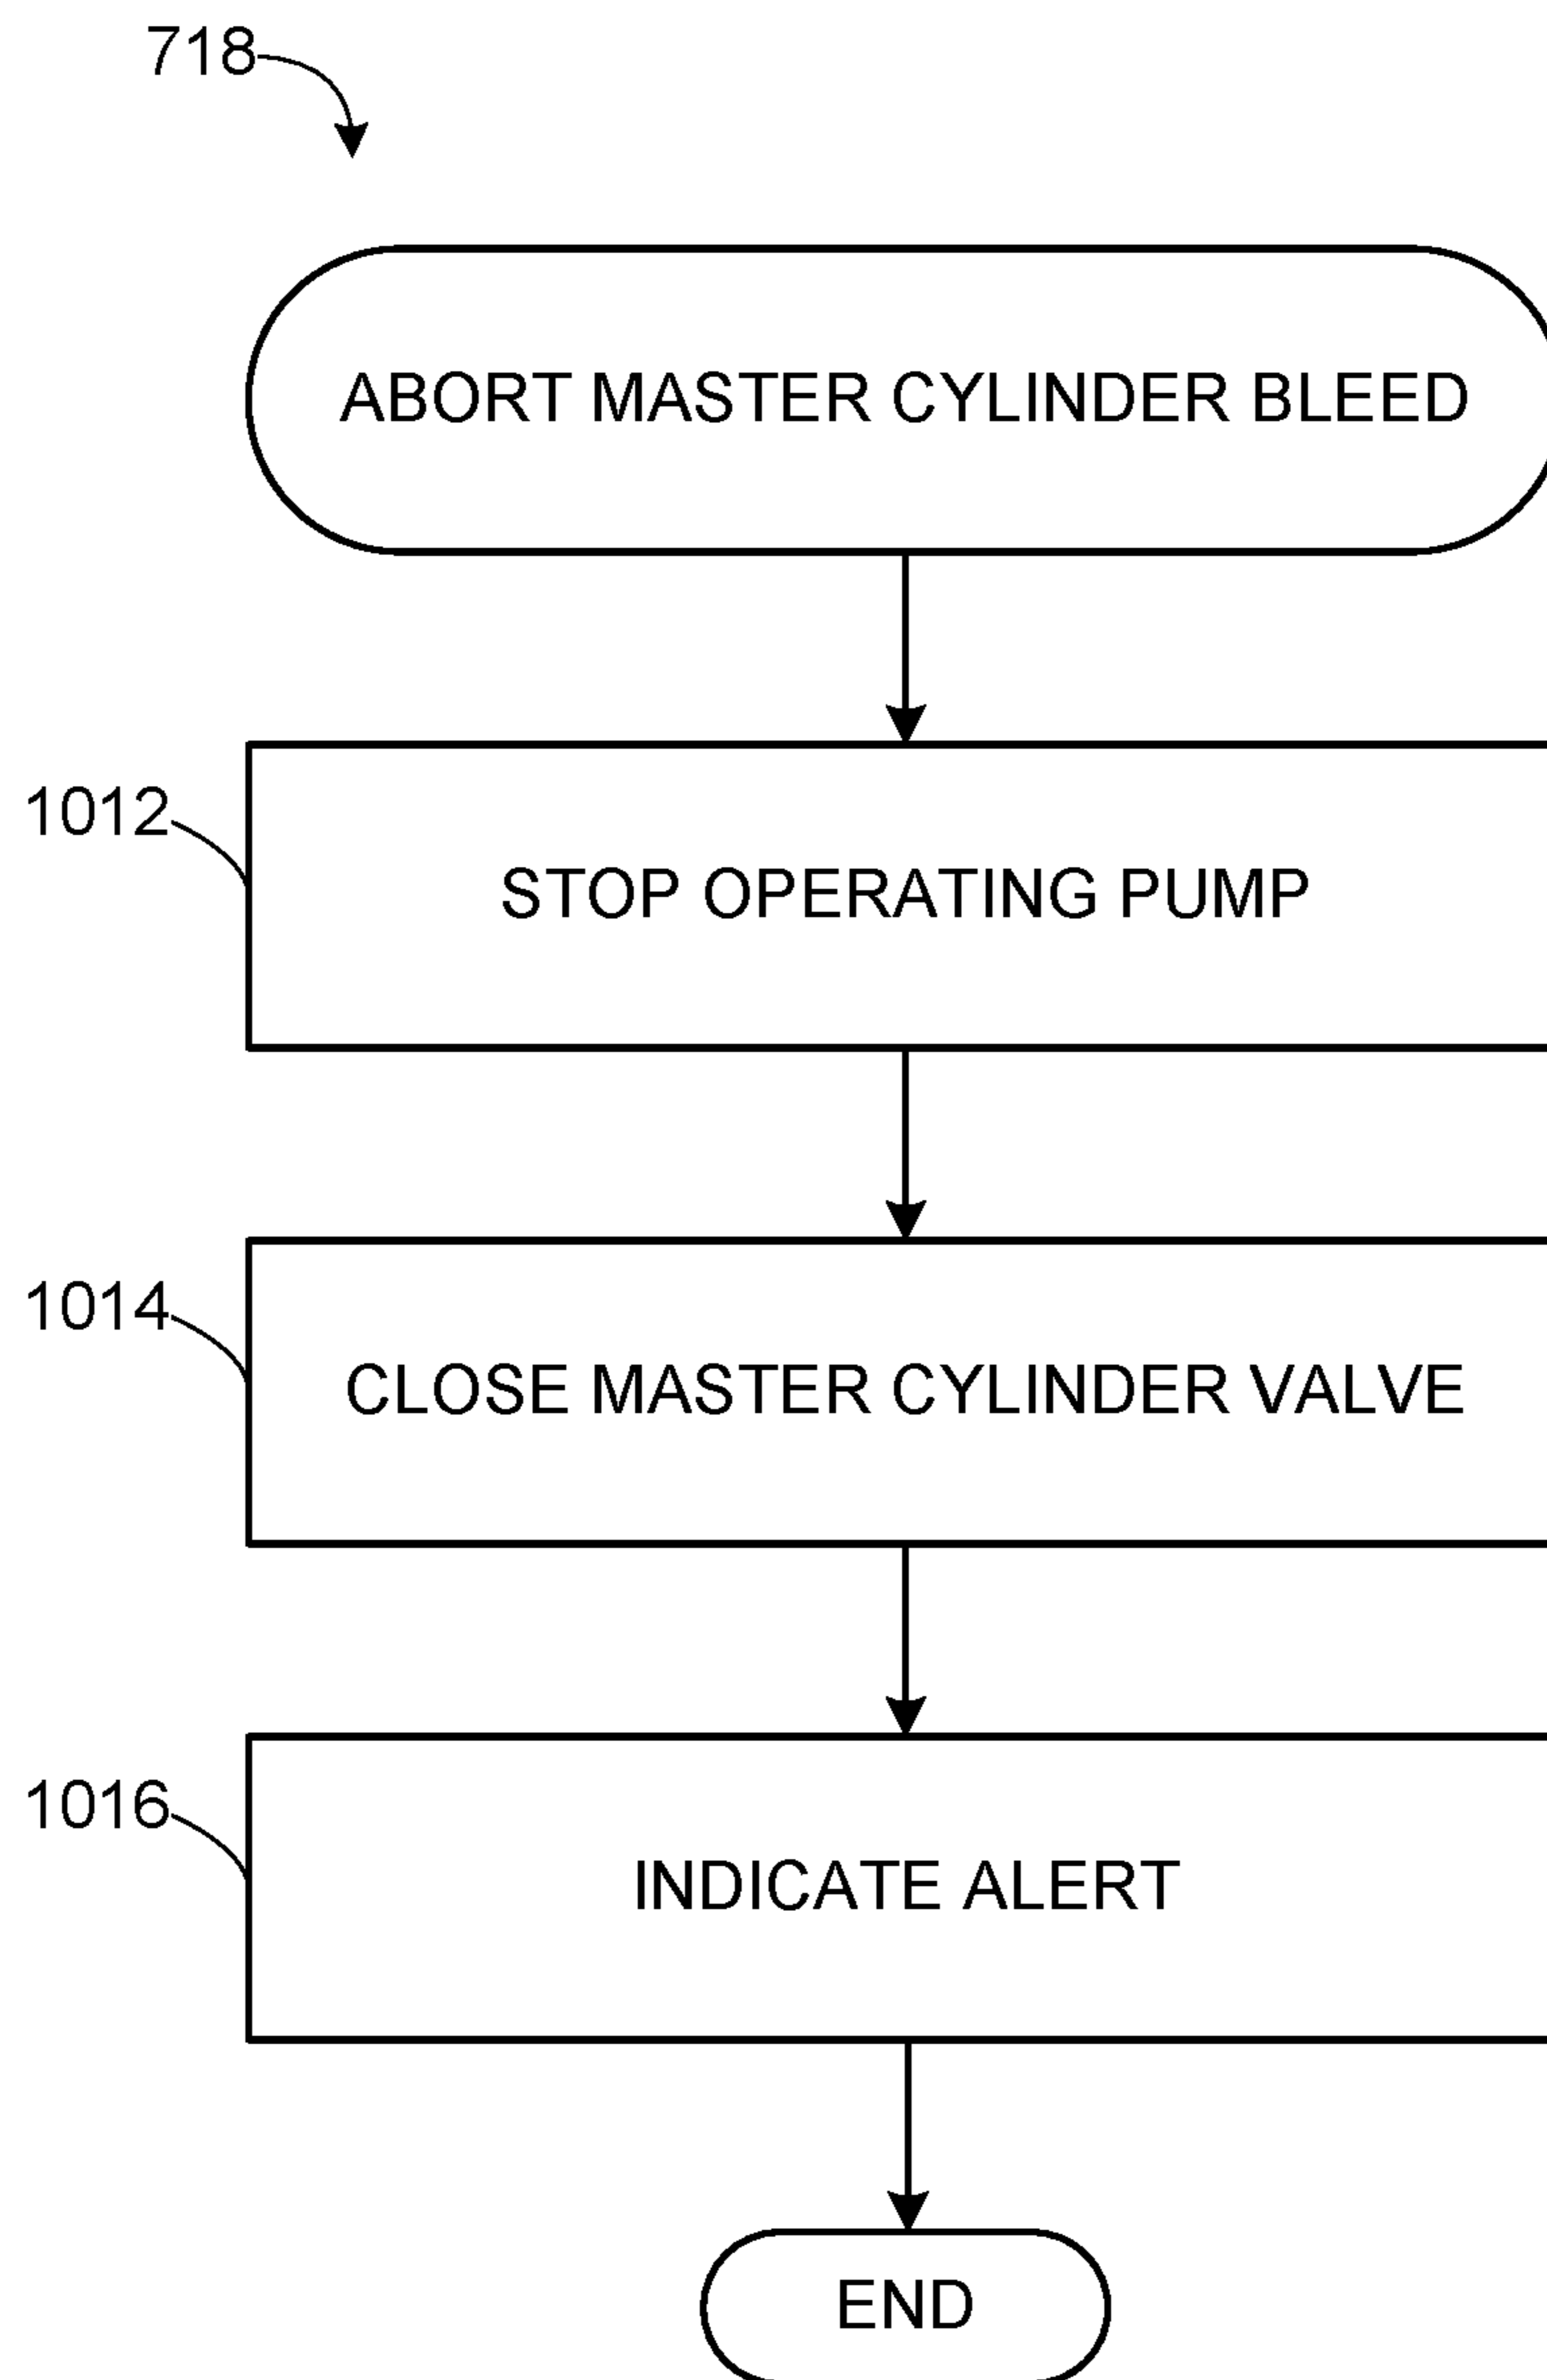 718
ABORT MASTER CYLINDER BLEED
1012
STOP OPERATING PUMP
1014
CLOSE MASTER CYLINDER VALVE
1016
INDICATE ALERT
END